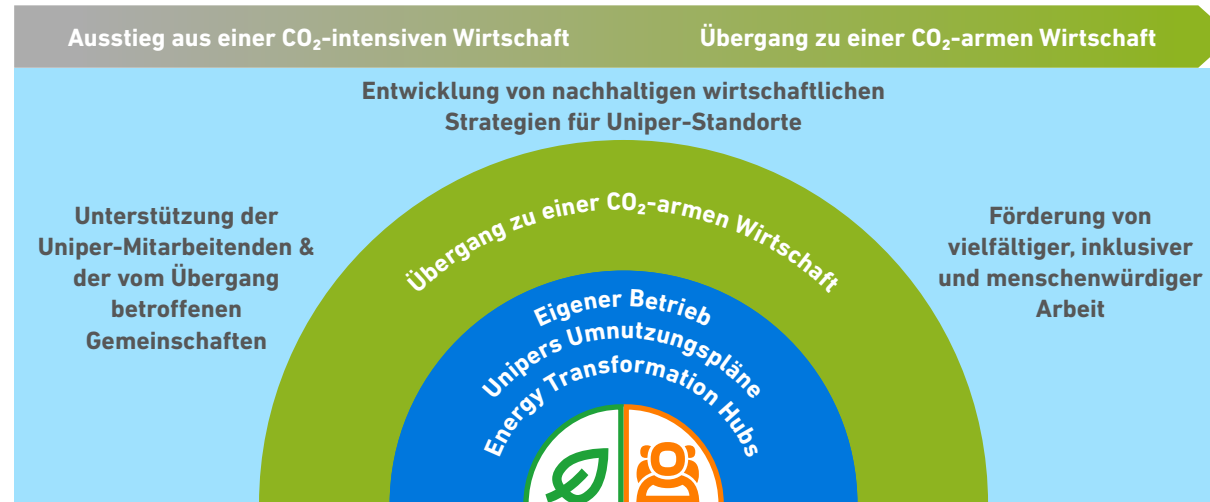 Ausstieg aus einer CO₂-intensiven Wirtschaft
Übergang zu einer CO₂-armen Wirtschaft
Entwicklung von nachhaltigen wirtschaftlichen
Strategien für Uniper-Standorte
Unterstützung der
Uniper-Mitarbeitenden &
der vom Übergang
betroffenen
Gemeinschaften
Übergang zu einer CO₂-armen Wirtschaft
Förderung von
vielfältiger, inklusiver
und menschenwürdiger
Arbeit
Eigener Betrieb
Unipers Umnutzungspläne
Energy Transformation Hubs